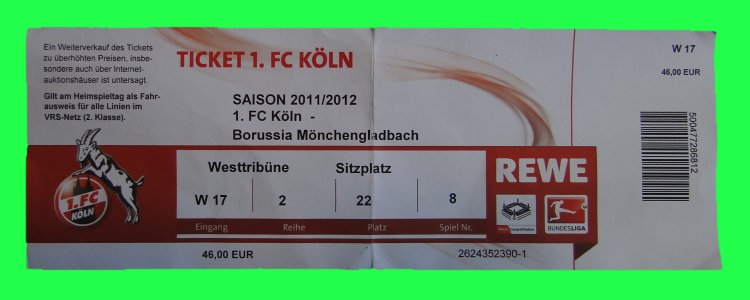 Ein Weiterverkauf des Tickets
zu überhöhten Preisen, insbe-
sondere auch über Internet-
auktionshäuser ist untersagt.
Gilt am Heimspieltag als Fahr-
ausweis für alle Linien im
VRS-Netz (2. Klasse).
TICKET 1. FC KÖLN
SAISON 2011/2012
1. FC Köln -
Borussia Mönchengladbach
Westtribüne Sitzplatz
W 17 2 22 8
Eingang Reihe Platz Spiel Nr.
46,00 EUR
2624352390-1
1. FC
KÖLN
REWE
BUNDESLIGA
W 17
46,00 EUR
500477286812